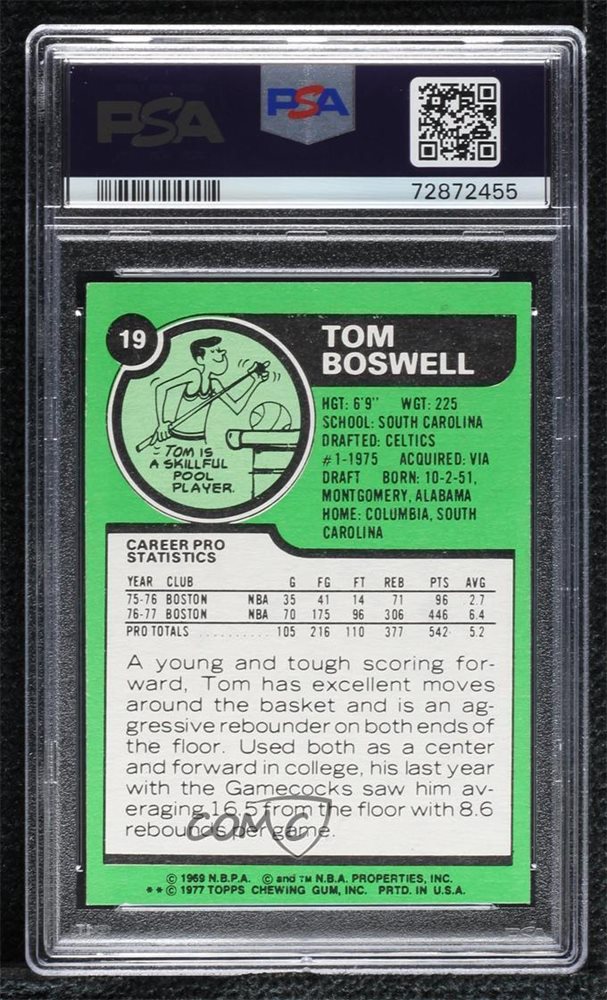 PSA
PSA
72872455
19
TOM
BOSWELL
TOM IS
A SKILLFUL
POOL
PLAYER.
HGT: 6'9" WGT: 225
SCHOOL: SOUTH CAROLINA
DRAFTED: CELTICS
#1-1975 ACQUIRED: VIA
DRAFT BORN: 10-2-51,
MONTGOMERY, ALABAMA
HOME: COLUMBIA, SOUTH
CAROLINA
CAREER PRO
STATISTICS
YEAR CLUB G FG FT REB PTS AVG
75-76 BOSTON NBA 35 41 14 71 96 2.7
76-77 BOSTON NBA 70 175 96 306 446 6.4
PRO TOTALS .......... 105 216 110 377 542 5.2
A young and tough scoring for-
ward, Tom has excellent moves
around the basket and is an ag-
gressive rebounder on both ends of
the floor. Used both as a center
and forward in college, his last year
with the Gamecocks saw him av-
eraging 16.5 from the floor with 8.6
rebounds per game.
COMC
© 1969 N.B.P.A. © and ™ N.B.A. PROPERTIES, INC.
** © 1977 TOPPS CHEWING GUM, INC. PRTD. IN U.S.A.